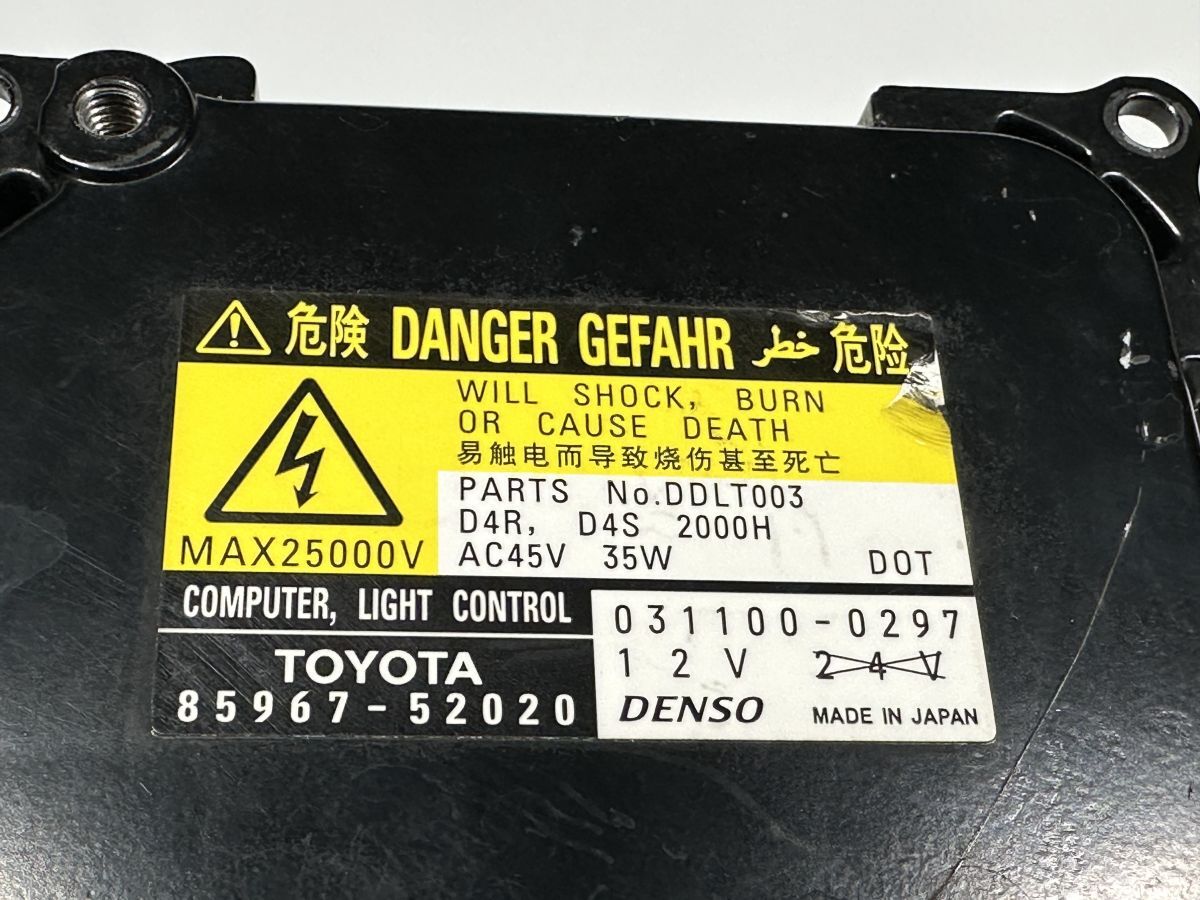 危険 DANGER GEFAHR خطر 危险
WILL SHOCK, BURN
OR CAUSE DEATH
易触电而导致烧伤甚至死亡
MAX25000V
PARTS No.DDLT003
D4R, D4S 2000H
AC45V 35W DOT
COMPUTER, LIGHT CONTROL
TOYOTA
85967-52020
031100-0297
12V 24V
DENSO MADE IN JAPAN